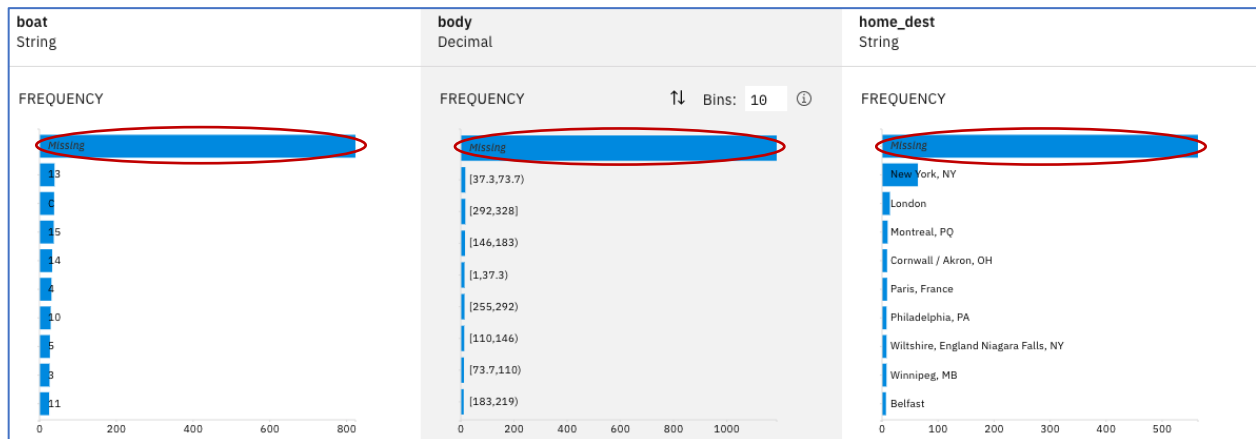 boat
String
FREQUENCY
Missing
13
C
15
14
4
10
5
3
11
0 200 400 600 800
body
Decimal
FREQUENCY Bins: 10
Missing
[37.3,73.7)
[292,328]
[146,183)
[1,37.3)
[255,292)
[110,146)
[73.7,110)
[183,219)
0 200 400 600 800 1000
home_dest
String
FREQUENCY
Missing
New York, NY
London
Montreal, PQ
Cornwall / Akron, OH
Paris, France
Philadelphia, PA
Wiltshire, England Niagara Falls, NY
Winnipeg, MB
Belfast
0 100 200 300 400 500